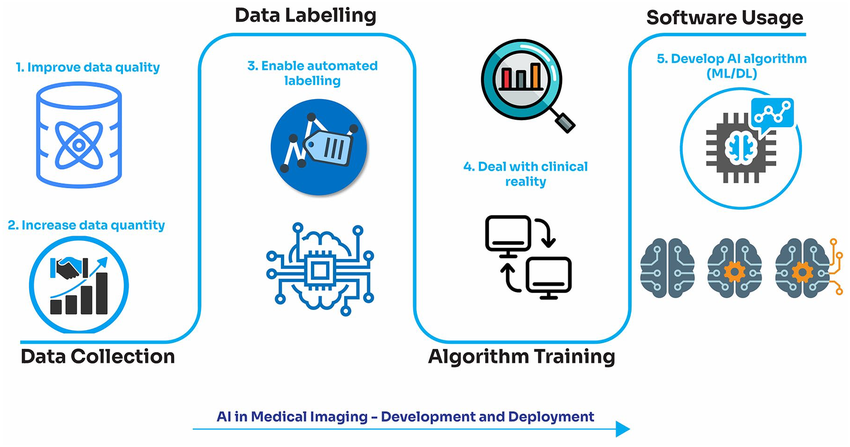 Data Labelling
Software Usage
1. Improve data quality
3. Enable automated
labelling
5. Develop AI algorithm
(ML/DL)
4. Deal with clinical
reality
2. Increase data quantity
Data Collection
Algorithm Training
AI in Medical Imaging – Development and Deployment